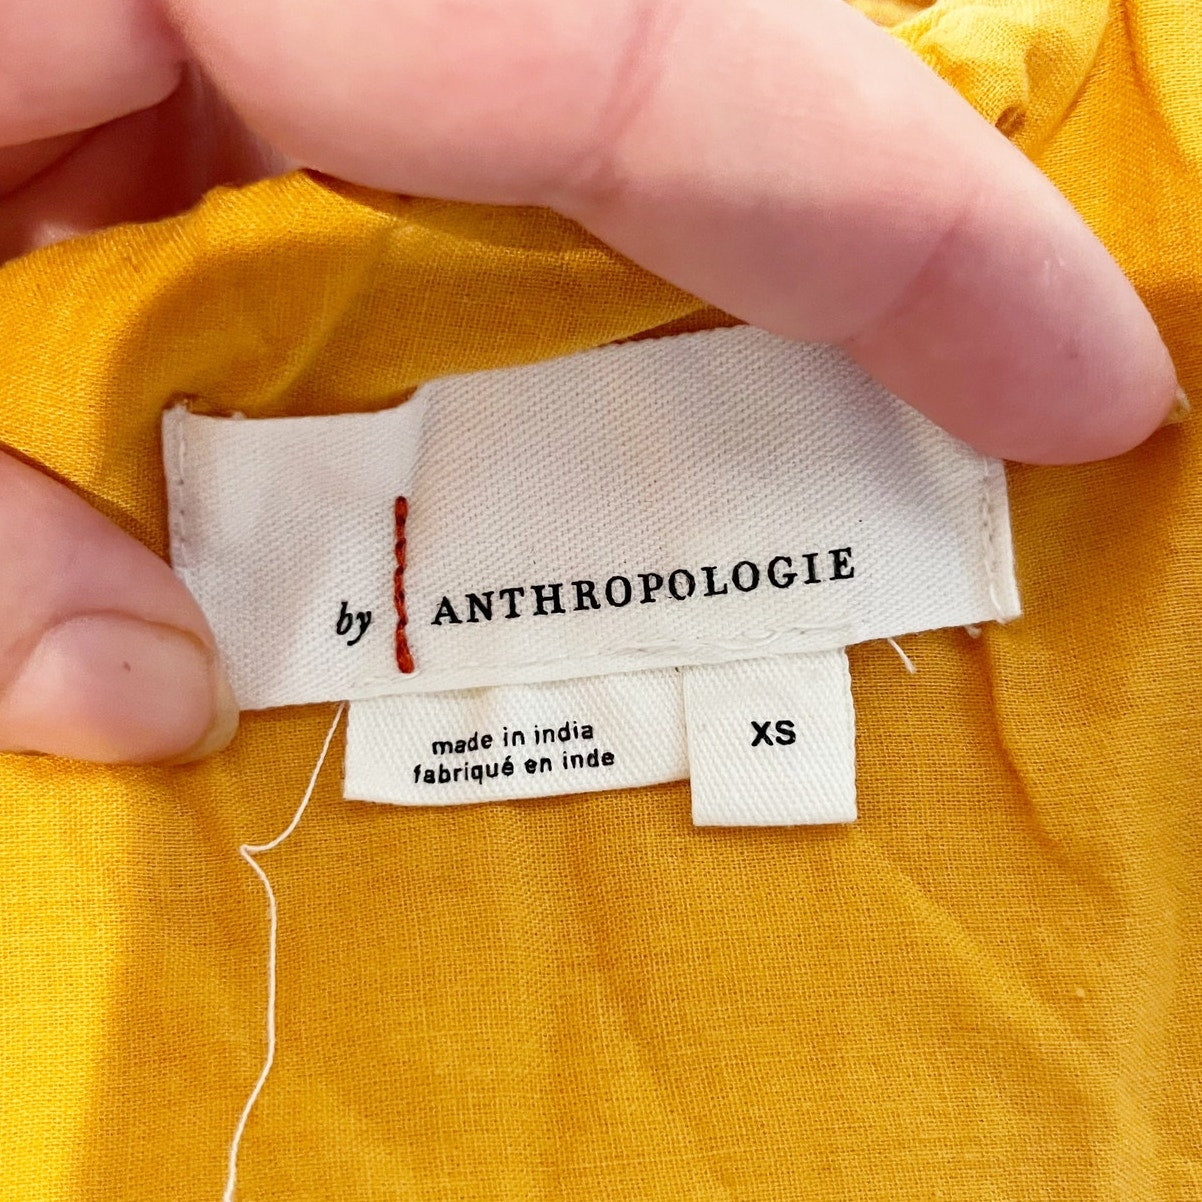 by ANTHROPOLOGIE
made in india
fabriqué en inde
XS